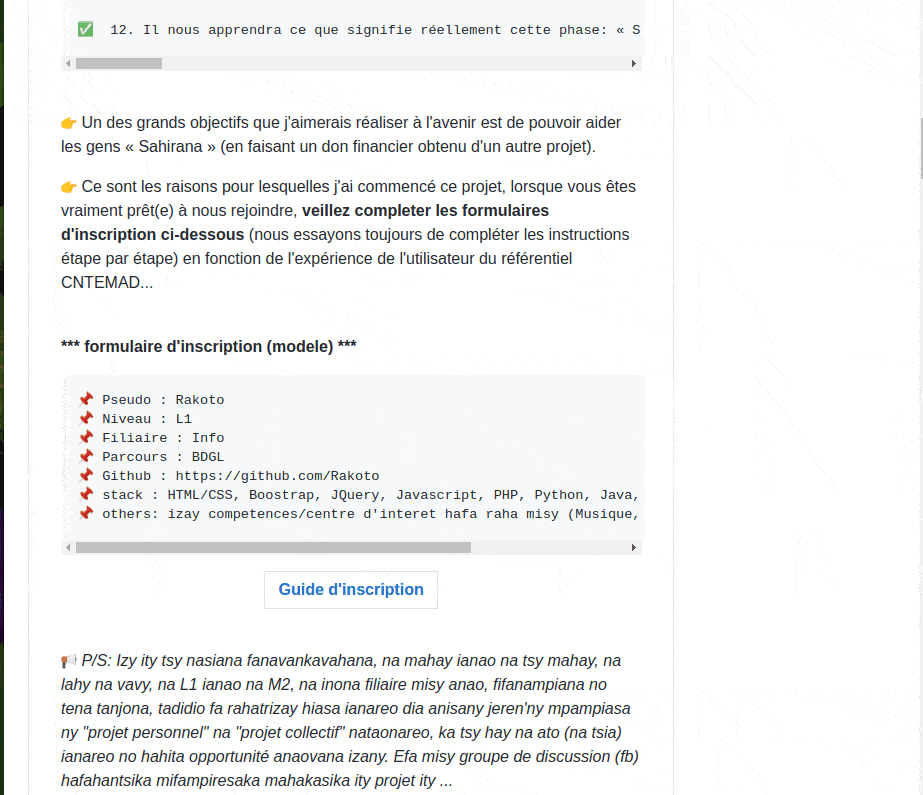 ✅ 12. Il nous apprendra ce que signifie réellement cette phase: « S
👉 Un des grands objectifs que j'aimerais réaliser à l'avenir est de pouvoir aider
les gens « Sahirana » (en faisant un don financier obtenu d'un autre projet).
👉 Ce sont les raisons pour lesquelles j'ai commencé ce projet, lorsque vous êtes
vraiment prêt(e) à nous rejoindre, veillez completer les formulaires
d'inscription ci-dessous (nous essayons toujours de compléter les instructions
étape par étape) en fonction de l'expérience de l'utilisateur du référentiel
CNTEMAD...
*** formulaire d'inscription (modele) ***
📌 Pseudo : Rakoto
📌 Niveau : L1
📌 Filiaire : Info
📌 Parcours : BDGL
📌 Github : https://github.com/Rakoto
📌 stack : HTML/CSS, Boostrap, JQuery, Javascript, PHP, Python, Java,
📌 others: izay competences/centre d'interet hafa raha misy (Musique,
Guide d'inscription
📢 P/S: Izy ity tsy nasiana fanavankavahana, na mahay ianao na tsy mahay, na
lahy na vavy, na L1 ianao na M2, na inona filiaire misy anao, fifanampiana no
tena tanjona, tadidio fa rahatrizay hiasa ianareo dia anisany jeren'ny mpampiasa
ny "projet personnel" na "projet collectif" nataonareo, ka tsy hay na ato (na tsia)
ianareo no hahita opportunité anaovana izany. Efa misy groupe de discussion (fb)
hafahantsika mifampiresaka mahakasika ity projet ity ...